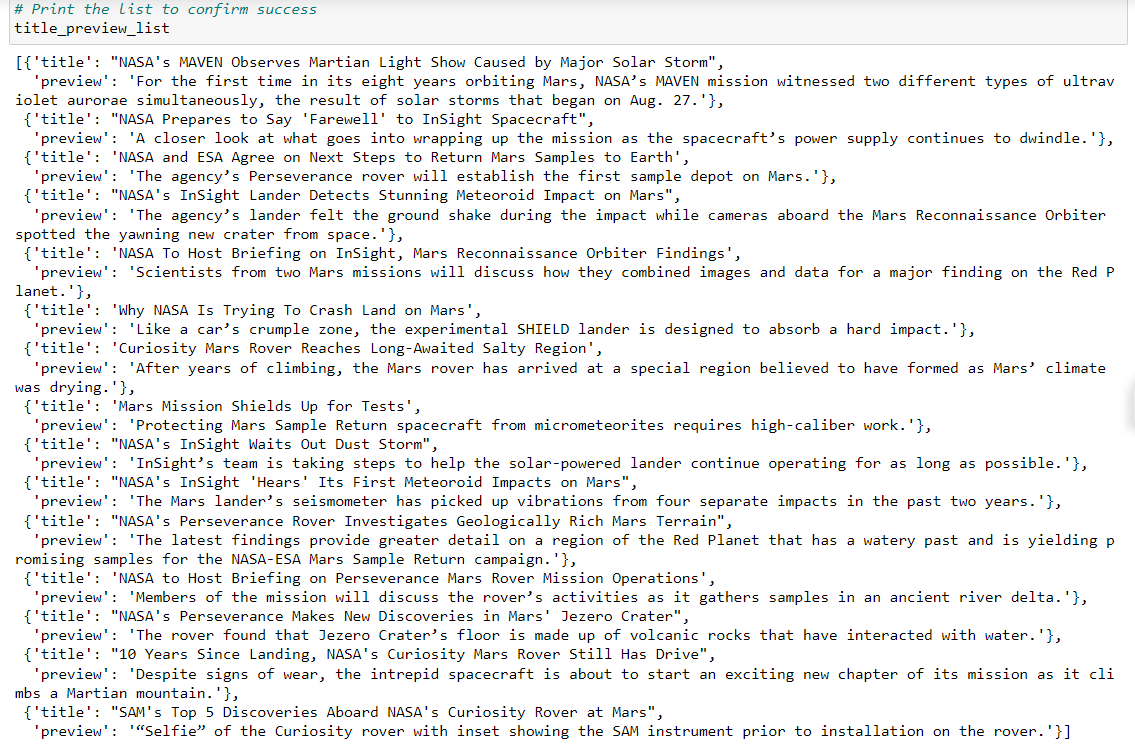 # Print the list to confirm success
title_preview_list
[{'title': "NASA's MAVEN Observes Martian Light Show Caused by Major Solar Storm",
'preview': 'For the first time in its eight years orbiting Mars, NASA’s MAVEN mission witnessed two different types of ultrav
iolet aurorae simultaneously, the result of solar storms that began on Aug. 27.'},
{'title': "NASA Prepares to Say 'Farewell' to InSight Spacecraft",
'preview': 'A closer look at what goes into wrapping up the mission as the spacecraft’s power supply continues to dwindle.'},
{'title': 'NASA and ESA Agree on Next Steps to Return Mars Samples to Earth',
'preview': 'The agency’s Perseverance rover will establish the first sample depot on Mars.'},
{'title': "NASA's InSight Lander Detects Stunning Meteoroid Impact on Mars",
'preview': 'The agency’s lander felt the ground shake during the impact while cameras aboard the Mars Reconnaissance Orbiter
spotted the yawning new crater from space.'},
{'title': 'NASA To Host Briefing on InSight, Mars Reconnaissance Orbiter Findings',
'preview': 'Scientists from two Mars missions will discuss how they combined images and data for a major finding on the Red P
lanet.'},
{'title': 'Why NASA Is Trying To Crash Land on Mars',
'preview': 'Like a car’s crumple zone, the experimental SHIELD lander is designed to absorb a hard impact.'},
{'title': 'Curiosity Mars Rover Reaches Long-Awaited Salty Region',
'preview': 'After years of climbing, the Mars rover has arrived at a special region believed to have formed as Mars’ climate
was drying.'},
{'title': 'Mars Mission Shields Up for Tests',
'preview': 'Protecting Mars Sample Return spacecraft from micrometeorites requires high-caliber work.'},
{'title': "NASA's InSight Waits Out Dust Storm",
'preview': 'InSight’s team is taking steps to help the solar-powered lander continue operating for as long as possible.'},
{'title': "NASA's InSight 'Hears' Its First Meteoroid Impacts on Mars",
'preview': 'The Mars lander’s seismometer has picked up vibrations from four separate impacts in the past two years.'},
{'title': "NASA's Perseverance Rover Investigates Geologically Rich Mars Terrain",
'preview': 'The latest findings provide greater detail on a region of the Red Planet that has a watery past and is yielding p
romising samples for the NASA-ESA Mars Sample Return campaign.'},
{'title': 'NASA to Host Briefing on Perseverance Mars Rover Mission Operations',
'preview': 'Members of the mission will discuss the rover’s activities as it gathers samples in an ancient river delta.'},
{'title': "NASA's Perseverance Makes New Discoveries in Mars' Jezero Crater",
'preview': 'The rover found that Jezero Crater’s floor is made up of volcanic rocks that have interacted with water.'},
{'title': "10 Years Since Landing, NASA's Curiosity Mars Rover Still Has Drive",
'preview': 'Despite signs of wear, the intrepid spacecraft is about to start an exciting new chapter of its mission as it cli
mbs a Martian mountain.'},
{'title': "SAM's Top 5 Discoveries Aboard NASA's Curiosity Rover at Mars",
'preview': '“Selfie” of the Curiosity rover with inset showing the SAM instrument prior to installation on the rover.'}]